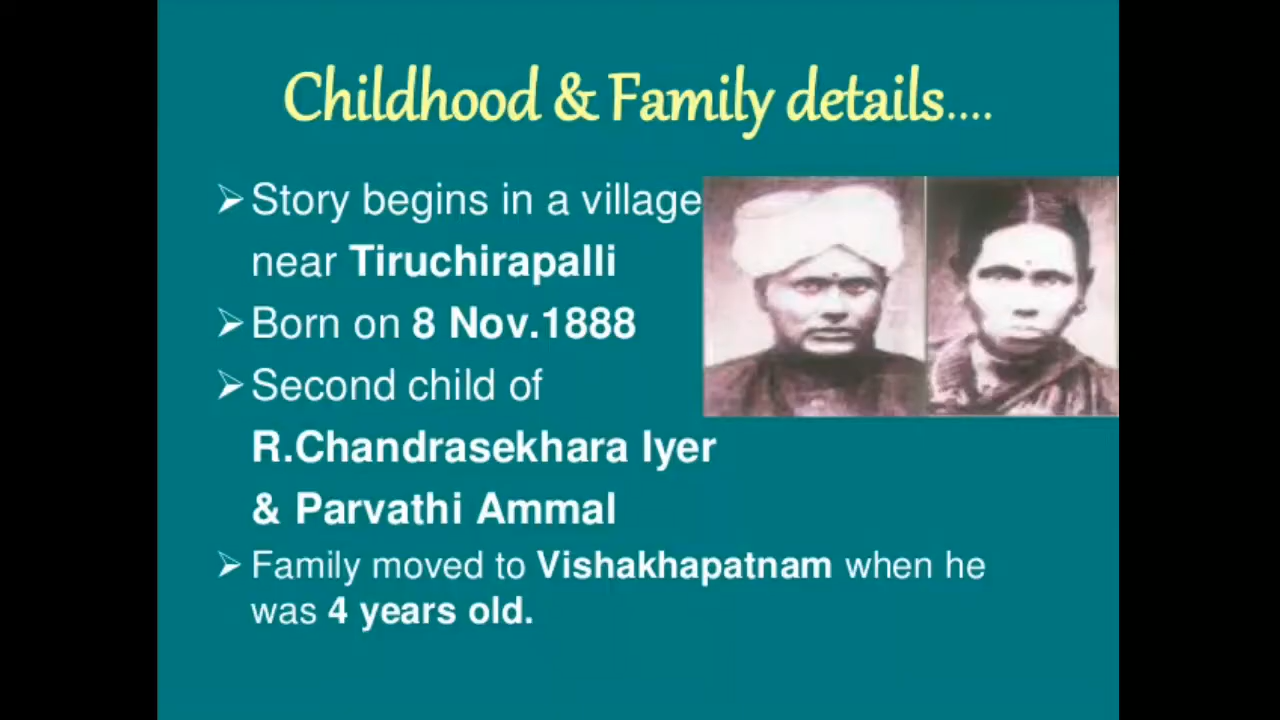 Childhood & Family details....
➢Story begins in a village
near Tiruchirapalli
➢Born on 8 Nov.1888
➢Second child of
R.Chandrasekhara Iyer
& Parvathi Ammal
➢Family moved to Vishakhapatnam when he
was 4 years old.